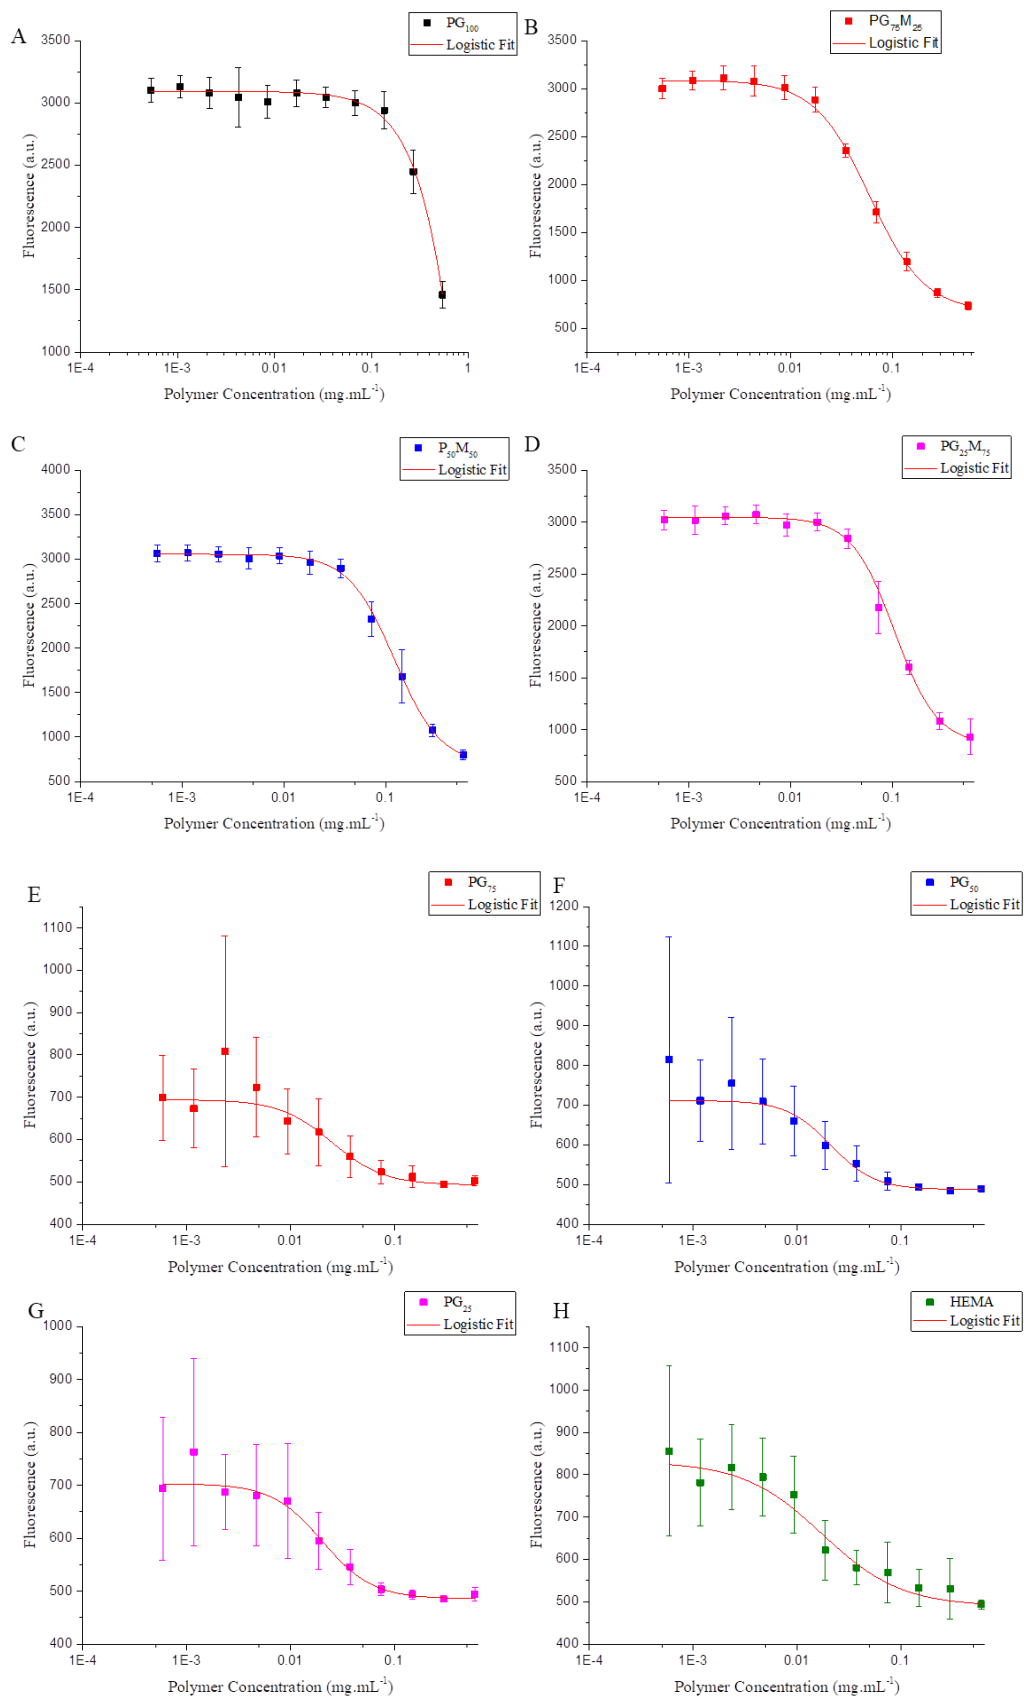 A
PG₁₀₀
Logistic Fit
3500
3000
2500
2000
1500
1000
1E-4
1E-3
0.01
0.1
1
Fluorescence (a.u.)
Polymer Concentration (mg.mL⁻¹)
B
PG₇₅M₂₅
Logistic Fit
3500
3000
2500
2000
1500
1000
500
1E-4
1E-3
0.01
0.1
Fluorescence (a.u.)
Polymer Concentration (mg.mL⁻¹)
C
P₅₀M₅₀
Logistic Fit
4000
3500
3000
2500
2000
1500
1000
500
1E-4
1E-3
0.01
0.1
Fluorescence (a.u.)
Polymer Concentration (mg.mL⁻¹)
D
PG₂₅M₇₅
Logistic Fit
3500
3000
2500
2000
1500
1000
500
1E-4
1E-3
0.01
0.1
Fluorescence (a.u.)
Polymer Concentration (mg.mL⁻¹)
E
PG₇₅
Logistic Fit
1100
1000
900
800
700
600
500
400
1E-4
1E-3
0.01
0.1
Fluorescence (a.u.)
Polymer Concentration (mg.mL⁻¹)
F
PG₅₀
Logistic Fit
1200
1100
1000
900
800
700
600
500
400
1E-4
1E-3
0.01
0.1
Fluorescence (a.u.)
Polymer Concentration (mg.mL⁻¹)
G
PG₂₅
Logistic Fit
1000
900
800
700
600
500
400
1E-4
1E-3
0.01
0.1
Fluorescence (a.u.)
Polymer Concentration (mg.mL⁻¹)
H
HEMA
Logistic Fit
1100
1000
900
800
700
600
500
400
1E-4
1E-3
0.01
0.1
Fluorescence (a.u.)
Polymer Concentration (mg.mL⁻¹)